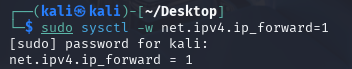 ┌──(kali㉿kali)-[~/Desktop]
└─$ sudo sysctl -w net.ipv4.ip_forward=1
[sudo] password for kali:
net.ipv4.ip_forward = 1